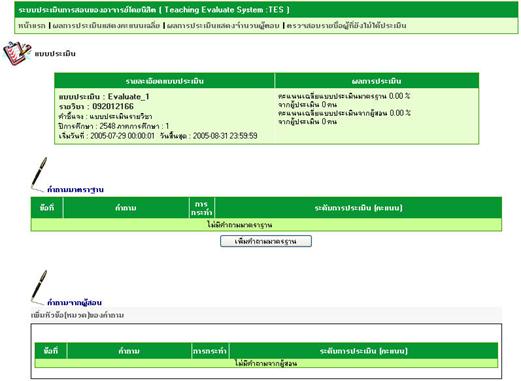 ระบบประเมินการสอนของอาจารย์โดยนิสิต ( Teaching Evaluate System :TES )
หน้าแรก | ผลการประเมินแสดงคะแนนเฉลี่ย | ผลการประเมินแสดงจำนวนผู้ตอบ | ตรวจสอบรายชื่อผู้ที่ยังไม่ได้ประเมิน
แบบประเมิน
รายละเอียดแบบประเมิน ผลการประเมิน
แบบประเมิน : Evaluate_1
รายวิชา : 092012166
คำชี้แจง : แบบประเมินรายวิชา
ปีการศึกษา : 2548 ภาคการศึกษา : 1
เริ่มวันที่ : 2005-07-29 00:00:01 วันสิ้นสุด : 2005-08-31 23:59:59
คะแนนเฉลี่ยแบบประเมินมาตรฐาน 0.00 %
จากผู้ประเมิน 0 คน
คะแนนเฉลี่ยแบบประเมินจากผู้สอน 0.00 %
จากผู้ประเมิน 0 คน
คำถามมาตราฐาน
ข้อที่ คำถาม การกระทำ ระดับการประเมิน (คะแนน)
ไม่มีคำถามมาตราฐาน
เพิ่มคำถามมาตรฐาน
คำถามจากผู้สอน
เพิ่มหัวข้อ(หมวด)ของคำถาม
ข้อที่ คำถาม การกระทำ ระดับการประเมิน (คะแนน)
ไม่มีคำถามจากผู้สอน